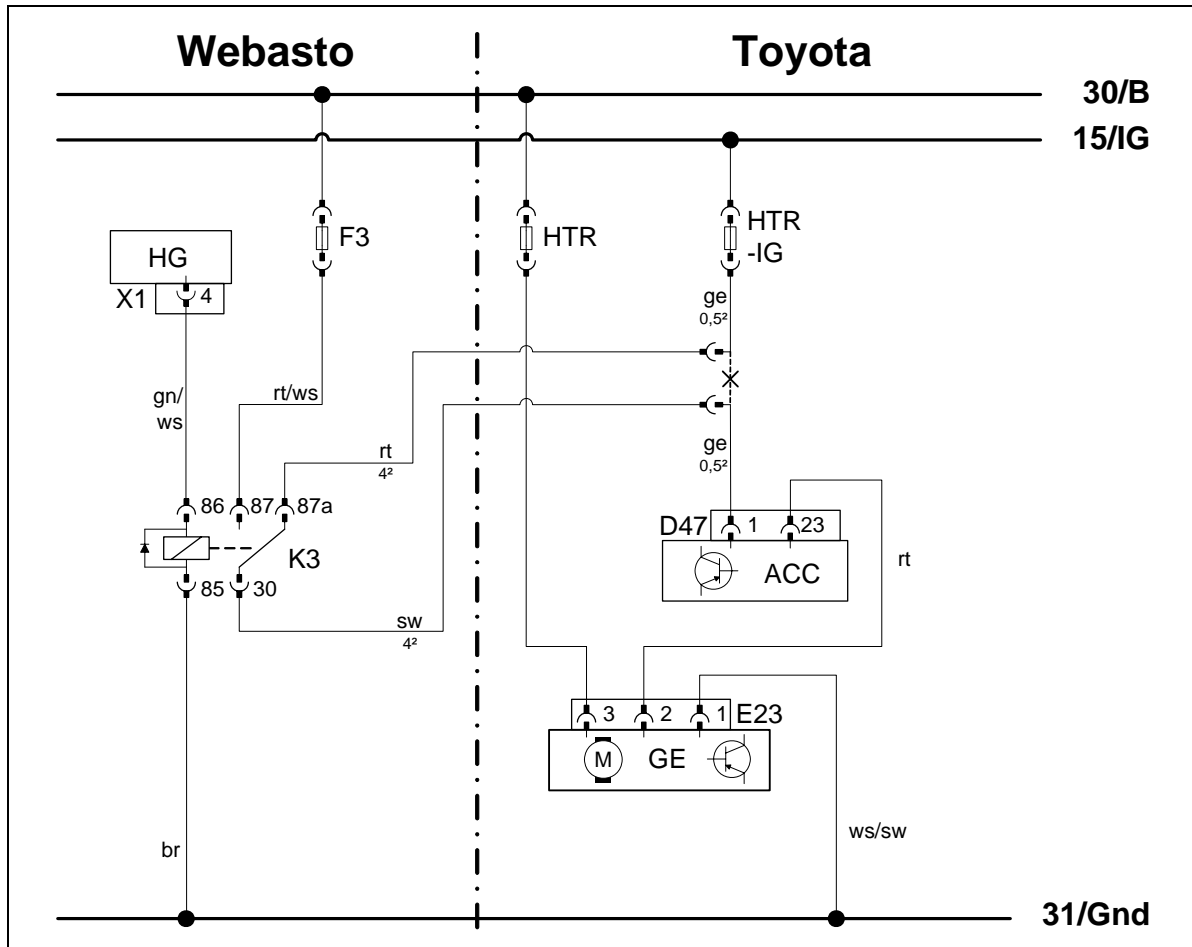 Webasto
Toyota
30/B
15/IG
F3
HTR
HTR
-IG
HG
X1
4
ge
0,5²
gn/
ws
rt/ws
rt
4²
ge
0,5²
86
87
87a
D47
1
23
K3
ACC
rt
85
30
sw
4²
3
2
1
E23
M
GE
ws/sw
br
31/Gnd